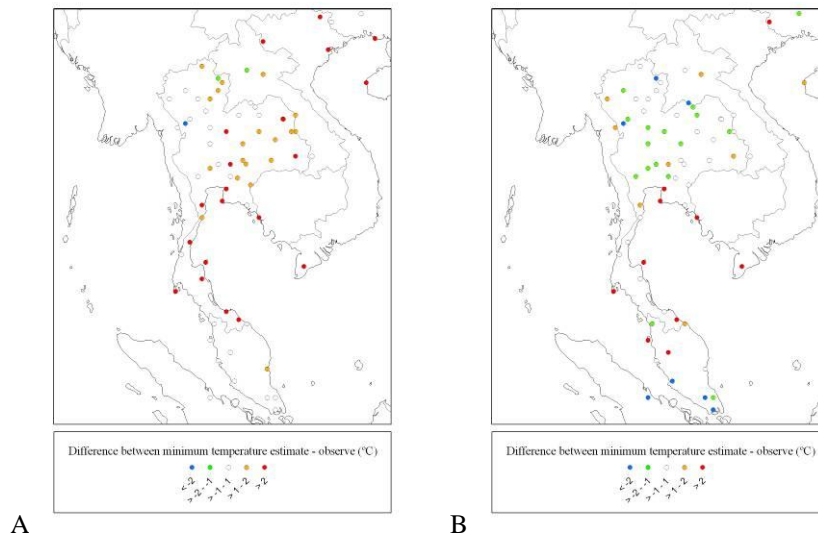 Difference between minimum temperature estimate - observe (°C)
<-2
>-2 - -1
>-1 - 1
>1 - 2
>2
A
Difference between minimum temperature estimate - observe (°C)
<-2
>-2 - -1
>-1 - 1
>1 - 2
>2
B